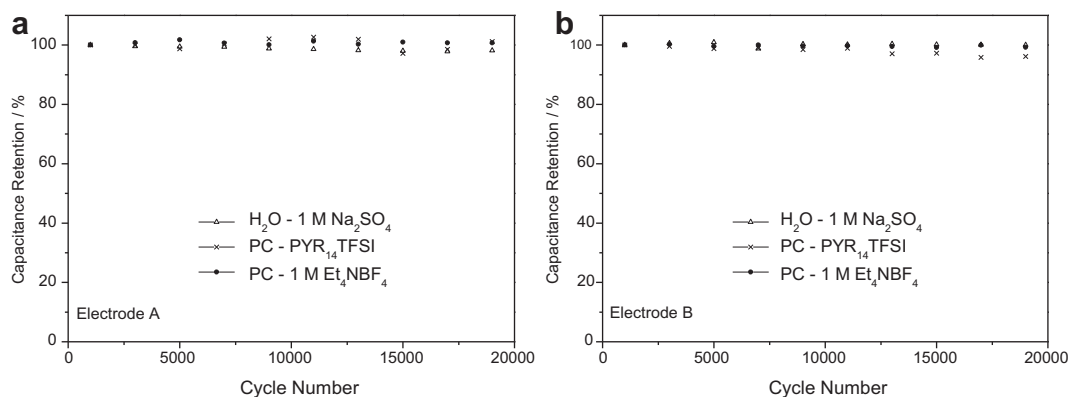 a
Capacitance Retention / %
100
80
60
40
20
0
H₂O - 1 M Na₂SO₄
PC - PYR₁₄TFSI
PC - 1 M Et₄NBF₄
Electrode A
0 5000 10000 15000 20000
Cycle Number
b
Capacitance Retention / %
100
80
60
40
20
0
H₂O - 1 M Na₂SO₄
PC - PYR₁₄TFSI
PC - 1 M Et₄NBF₄
Electrode B
0 5000 10000 15000 20000
Cycle Number